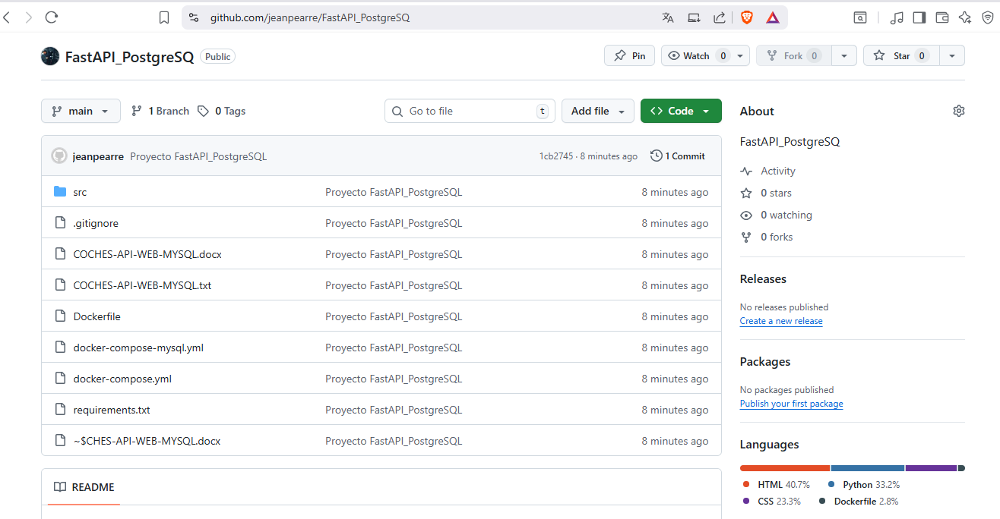 github.com/jeanpearre/FastAPI_PostgreSQ
FastAPI_PostgreSQ Public
Pin
Watch 0
Fork 0
Star 0
main
1 Branch
0 Tags
Go to file
t
Add file
Code
jeanpearre Proyecto FastAPI_PostgreSQL 1cb2745 · 8 minutes ago 1 Commit
src Proyecto FastAPI_PostgreSQL 8 minutes ago
.gitignore Proyecto FastAPI_PostgreSQL 8 minutes ago
COCHES-API-WEB-MYSQL.docx Proyecto FastAPI_PostgreSQL 8 minutes ago
COCHES-API-WEB-MYSQL.txt Proyecto FastAPI_PostgreSQL 8 minutes ago
Dockerfile Proyecto FastAPI_PostgreSQL 8 minutes ago
docker-compose-mysql.yml Proyecto FastAPI_PostgreSQL 8 minutes ago
docker-compose.yml Proyecto FastAPI_PostgreSQL 8 minutes ago
requirements.txt Proyecto FastAPI_PostgreSQL 8 minutes ago
~$CHES-API-WEB-MYSQL.docx Proyecto FastAPI_PostgreSQL 8 minutes ago
README
About
FastAPI_PostgreSQ
Activity
0 stars
0 watching
0 forks
Releases
No releases published
Create a new release
Packages
No packages published
Publish your first package
Languages
HTML 40.7% Python 33.2%
CSS 23.3% Dockerfile 2.8%